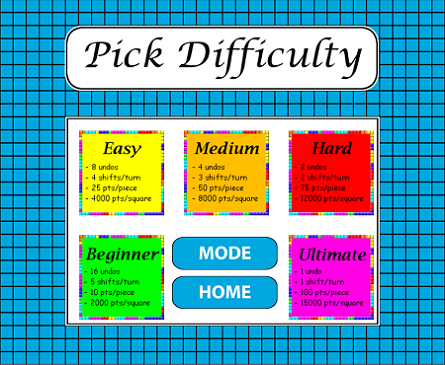 Pick Difficulty
Easy
- 8 undos
- 4 shifts/turn
- 25 pts/piece
- 4000 pts/square
Medium
- 4 undos
- 3 shifts/turn
- 50 pts/piece
- 8000 pts/square
Hard
- 2 undos
- 2 shifts/turn
- 75 pts/piece
- 12000 pts/square
Beginner
- 16 undos
- 5 shifts/turn
- 10 pts/piece
- 2000 pts/square
MODE
HOME
Ultimate
- 1 undo
- 1 shift/turn
- 100 pts/piece
- 15000 pts/square